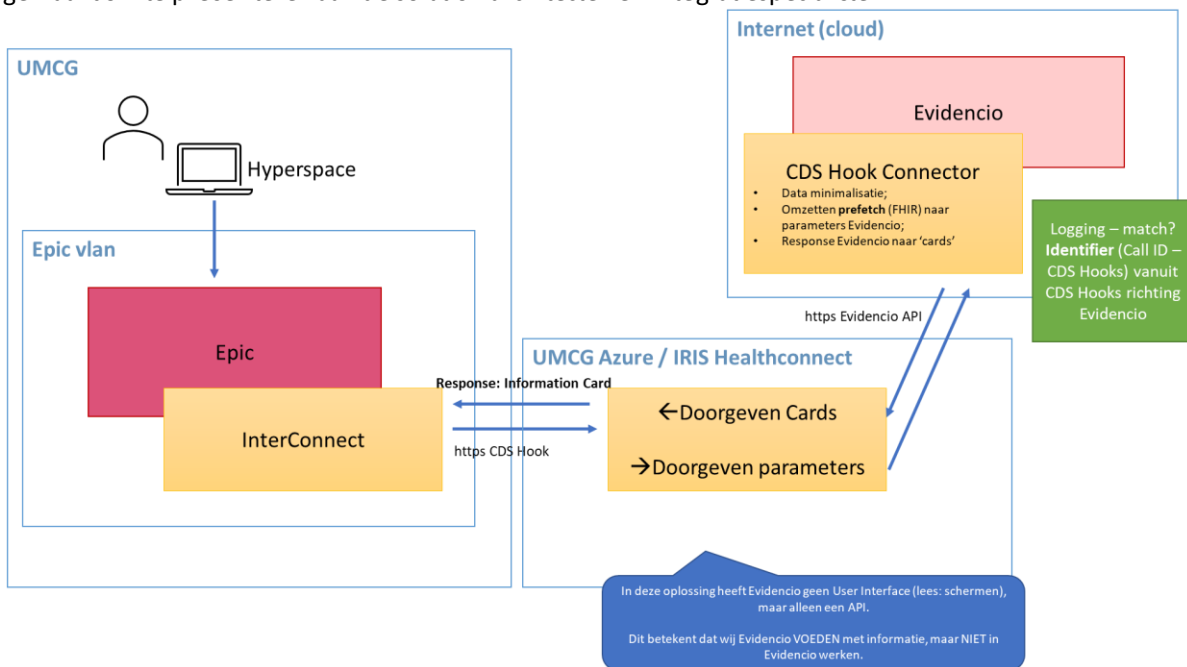 Internet (cloud)
UMCG
Evidencio
Hyperspace
CDS Hook Connector
• Data minimalisatie;
• Omzetten prefetch (FHIR) naar
parameters Evidencio;
• Response Evidencio naar ‘cards’
Logging – match?
Identifier (Call ID –
CDS Hooks) vanuit
CDS Hooks richting
Evidencio
Epic vlan
https Evidencio API
Epic
UMCG Azure / IRIS Healthconnect
Response: Information Card
←Doorgeven Cards
InterConnect
https CDS Hook
→Doorgeven parameters
In deze oplossing heeft Evidencio geen User Interface (lees: schermen),
maar alleen een API.
Dit betekent dat wij Evidencio VOEDEN met informatie, maar NIET in
Evidencio werken.